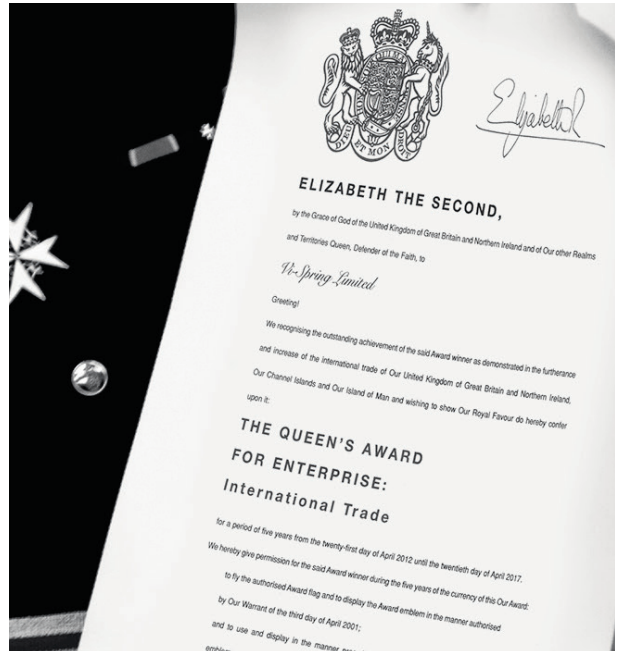 DIEU ET MON DROIT
ElizabethR
ELIZABETH THE SECOND,
by the Grace of God of the United Kingdom of Great Britain and Northern Ireland and of Our other Realms
and Territories Queen, Defender of the Faith, to
Vi-Spring Limited
Greeting!
We recognising the outstanding achievement of the said Award winner as demonstrated in the furtherance
and increase of the international trade of Our United Kingdom of Great Britain and Northern Ireland,
Our Channel Islands and Our Island of Man and wishing to show Our Royal Favour do hereby confer
upon it:
THE QUEEN'S AWARD
FOR ENTERPRISE:
International Trade
for a period of five years from the twenty-first day of April 2012 until the twentieth day of April 2017.
We hereby give permission for the said Award winner during the five years of the currency of this Our Award:
to fly the authorised Award flag and to display the Award emblem in the manner authorised
by Our Warrant of the third day of April 2001;
and to use and display in the manner